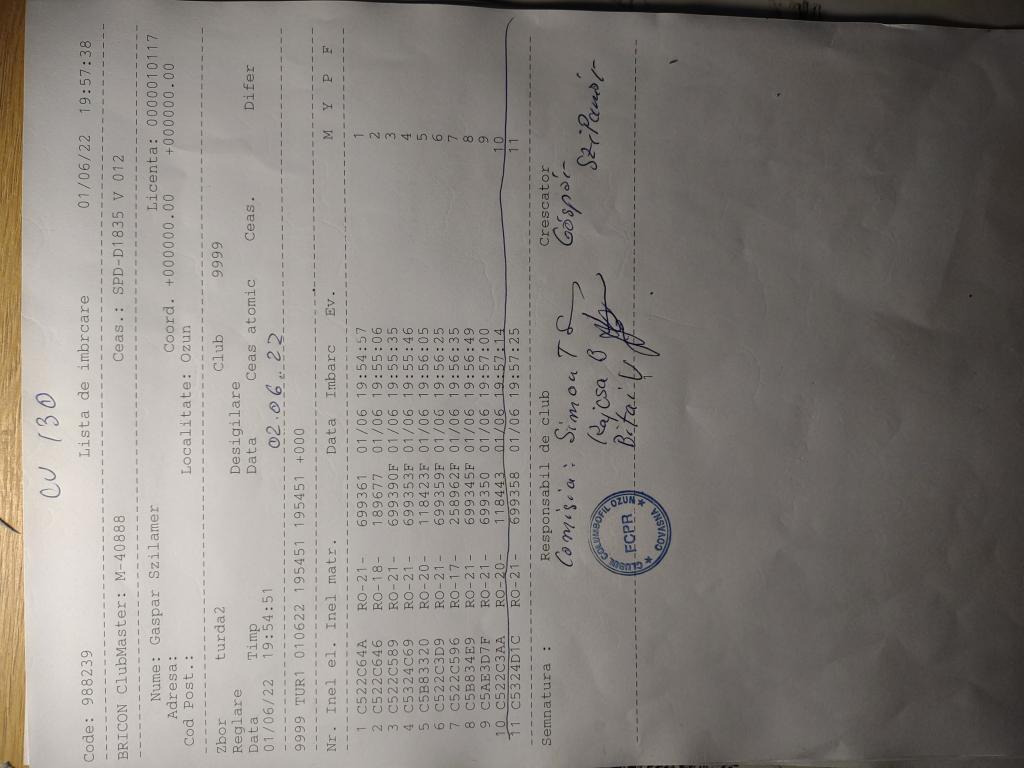 CU 130
Code: 988239 Lista de imbrcare 01/06/22 19:57:38
BRICON ClubMaster: M-40888 Ceas.: SPD-D1835 V 012
Nume: Gaspar Szilamer Licenta: 0000010117
Adresa: Coord. +000000.00 +0000000.00
Cod Post.: Localitate: Ozun
Zbor turda2 Club 9999
Reglare Desigilare
Data Timp Data Ceas atomic Ceas. Difer
01/06/22 19:54:51 02.06.22
9999 TUR1 010622 195451 195451 +000
Nr. Inel el. Inel matr. Data Imbarc Ev. M Y P F
1 C522C64A RO-21- 699361 01/06 19:54:57 1
2 C522C646 RO-18- 189677 01/06 19:55:06 2
3 C522C589 RO-21- 699390F 01/06 19:55:35 3
4 C5324C69 RO-21- 699353F 01/06 19:55:46 4
5 C5B83320 RO-20- 118423F 01/06 19:56:05 5
6 C522C3D9 RO-21- 699359F 01/06 19:56:25 6
7 C522C596 RO-17- 258962F 01/06 19:56:35 7
8 C5B834E9 RO-21- 699345F 01/06 19:56:49 8
9 C5AE3D7F RO-21- 699350 01/06 19:57:00 9
10 C522C3AA RO-20- 118443 01/06 19:57:14 10
11 C5324D1C RO-21- 699358 01/06 19:57:25 11
Semnatura : Responsabil de club Crescator
Comisia: Simon T Gáspár
Rajcsa B Szilamér
Bitai
CLUBUL COLUMBOFIL OZUN
FCPR
COVASNA